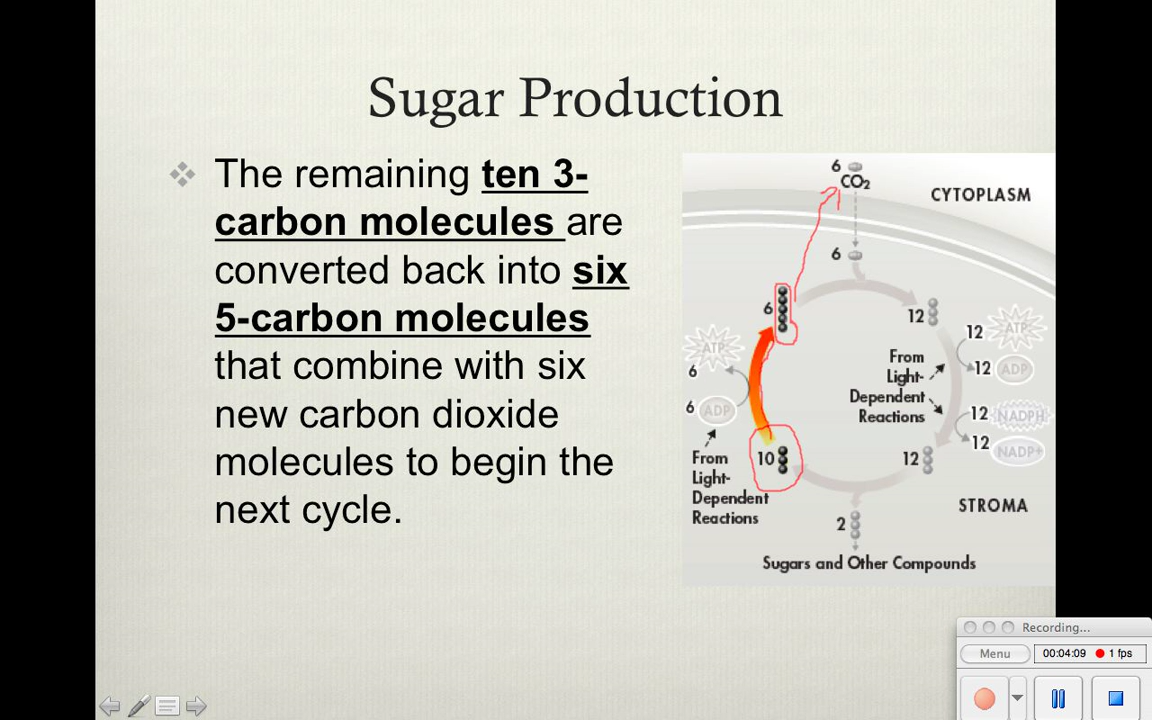 Sugar Production
The remaining ten 3-
carbon molecules are
converted back into six
5-carbon molecules
that combine with six
new carbon dioxide
molecules to begin the
next cycle.
6
CO₂
CYTOPLASM
6
6
12
ATP
12
ATP
From
Light-
Dependent
Reactions
12
ADP
6
6
ADP
12
NADPH
12
NADP+
From
Light-
Dependent
Reactions
10
12
STROMA
2
Sugars and Other Compounds
Recording...
Menu
00:04:09
1 fps